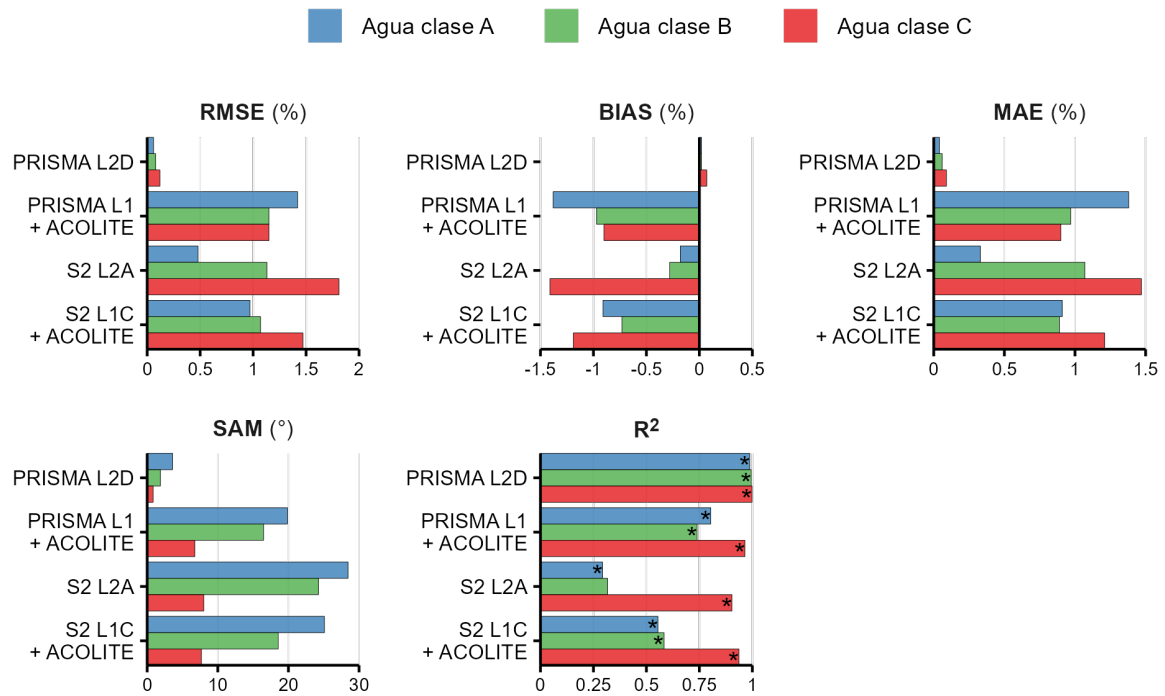 Agua clase A Agua clase B Agua clase C
RMSE (%)
PRISMA L2D
PRISMA L1
+ ACOLITE
S2 L2A
S2 L1C
+ ACOLITE
0 0.5 1 1.5 2
BIAS (%)
PRISMA L2D
PRISMA L1
+ ACOLITE
S2 L2A
S2 L1C
+ ACOLITE
-1.5 -1 -0.5 0 0.5
MAE (%)
PRISMA L2D
PRISMA L1
+ ACOLITE
S2 L2A
S2 L1C
+ ACOLITE
0 0.5 1 1.5
SAM (°)
PRISMA L2D
PRISMA L1
+ ACOLITE
S2 L2A
S2 L1C
+ ACOLITE
0 10 20 30
R²
PRISMA L2D
*
*
*
PRISMA L1
+ ACOLITE
*
*
*
S2 L2A
*
*
S2 L1C
+ ACOLITE
*
*
*
0 0.25 0.5 0.75 1